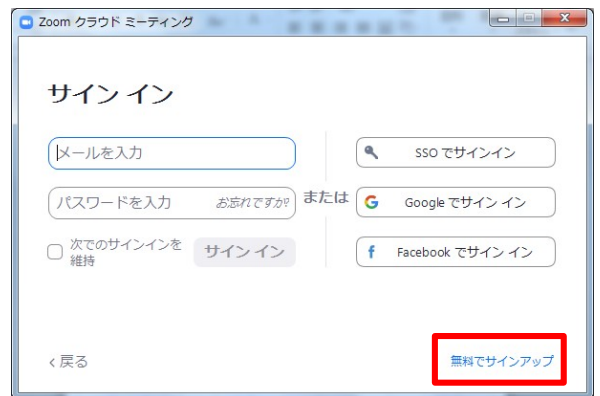 Zoom クラウド ミーティング
サイン イン
メールを入力
パスワードを入力 お忘れですか?
次でのサインインを
維持
サイン イン
または
SSO でサインイン
Google でサイン イン
Facebook でサイン イン
< 戻る
無料でサインアップ